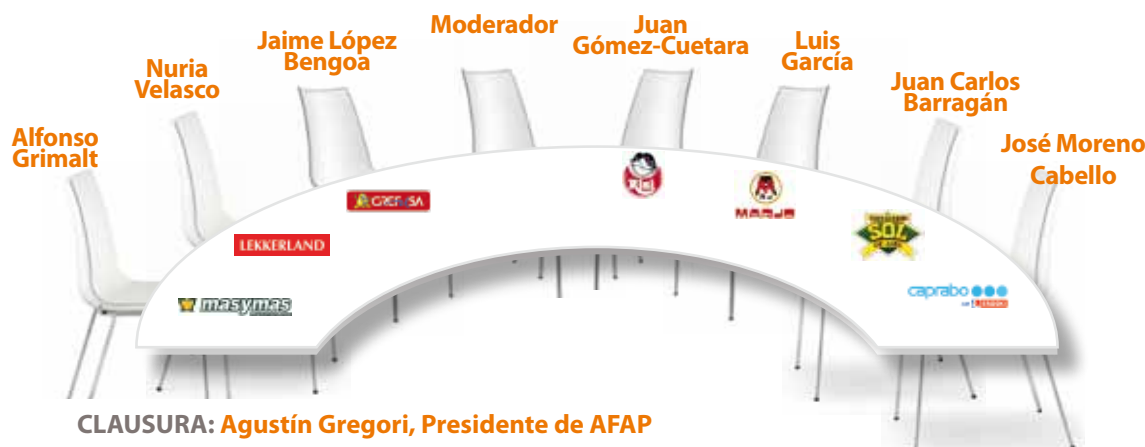 Alfonso
Grimalt
Nuria
Velasco
Jaime López
Bengoa
Moderador
Juan
Gómez-Cuetara
Luis
García
Juan Carlos
Barragán
José Moreno
Cabello
LEKKERLAND
masymas
MARJO
SOL
caprabo
CLAUSURA: Agustín Gregori, Presidente de AFAP